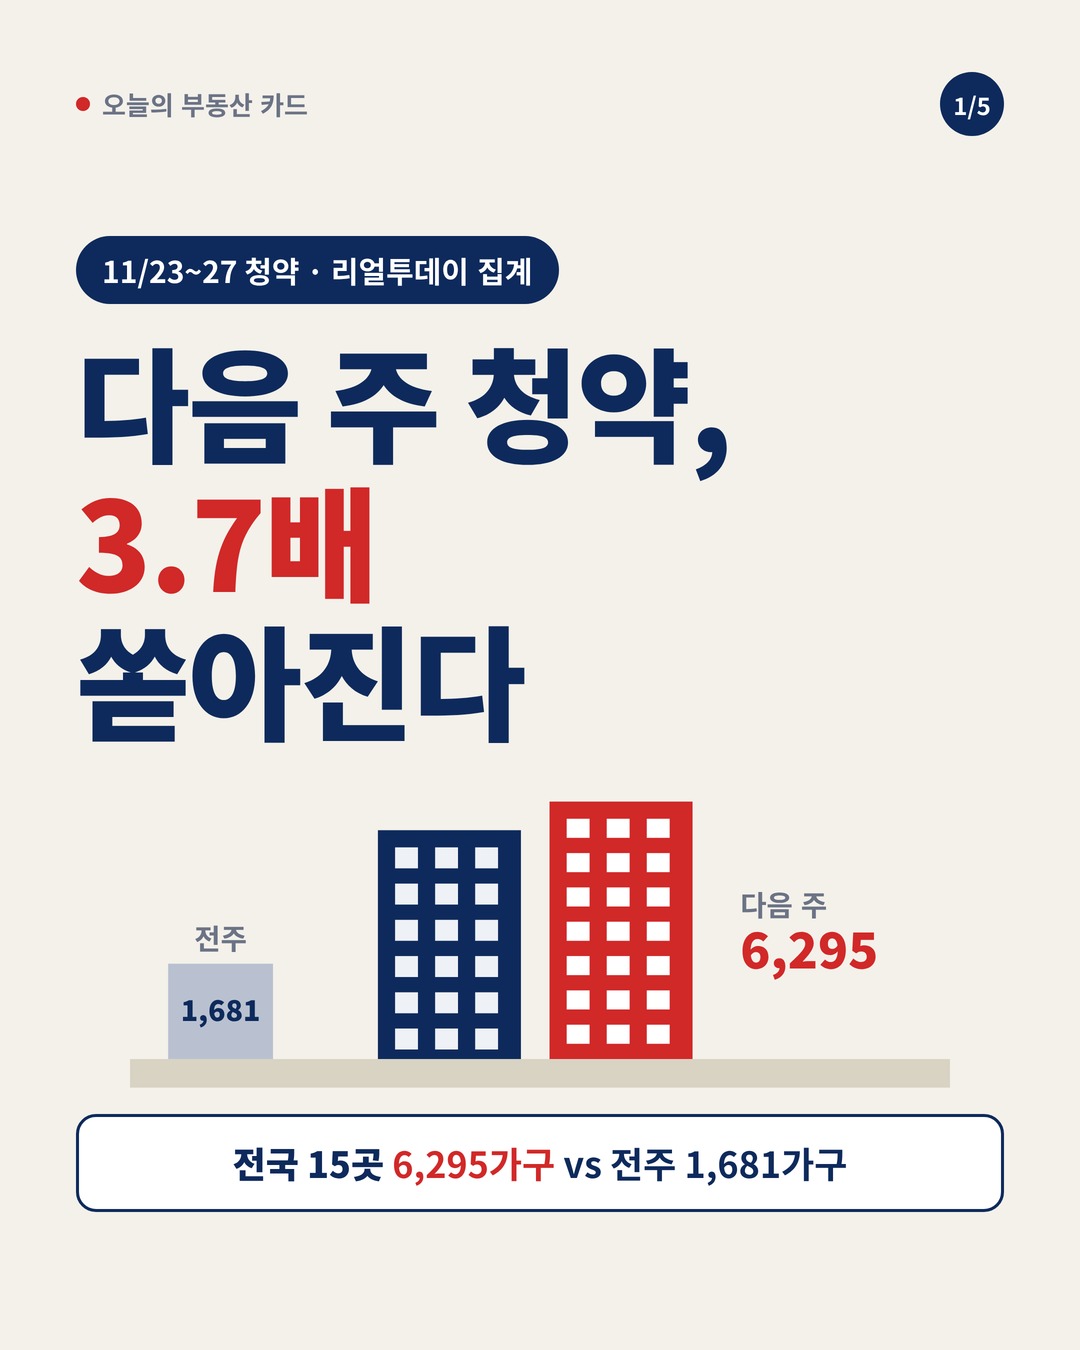 오늘의 부동산 카드
1/5
11/23~27 청약 · 리얼투데이 집계
다음 주 청약,
3.7배
쏟아진다
전주
1,681
다음 주
6,295
전국 15곳 6,295가구 vs 전주 1,681가구